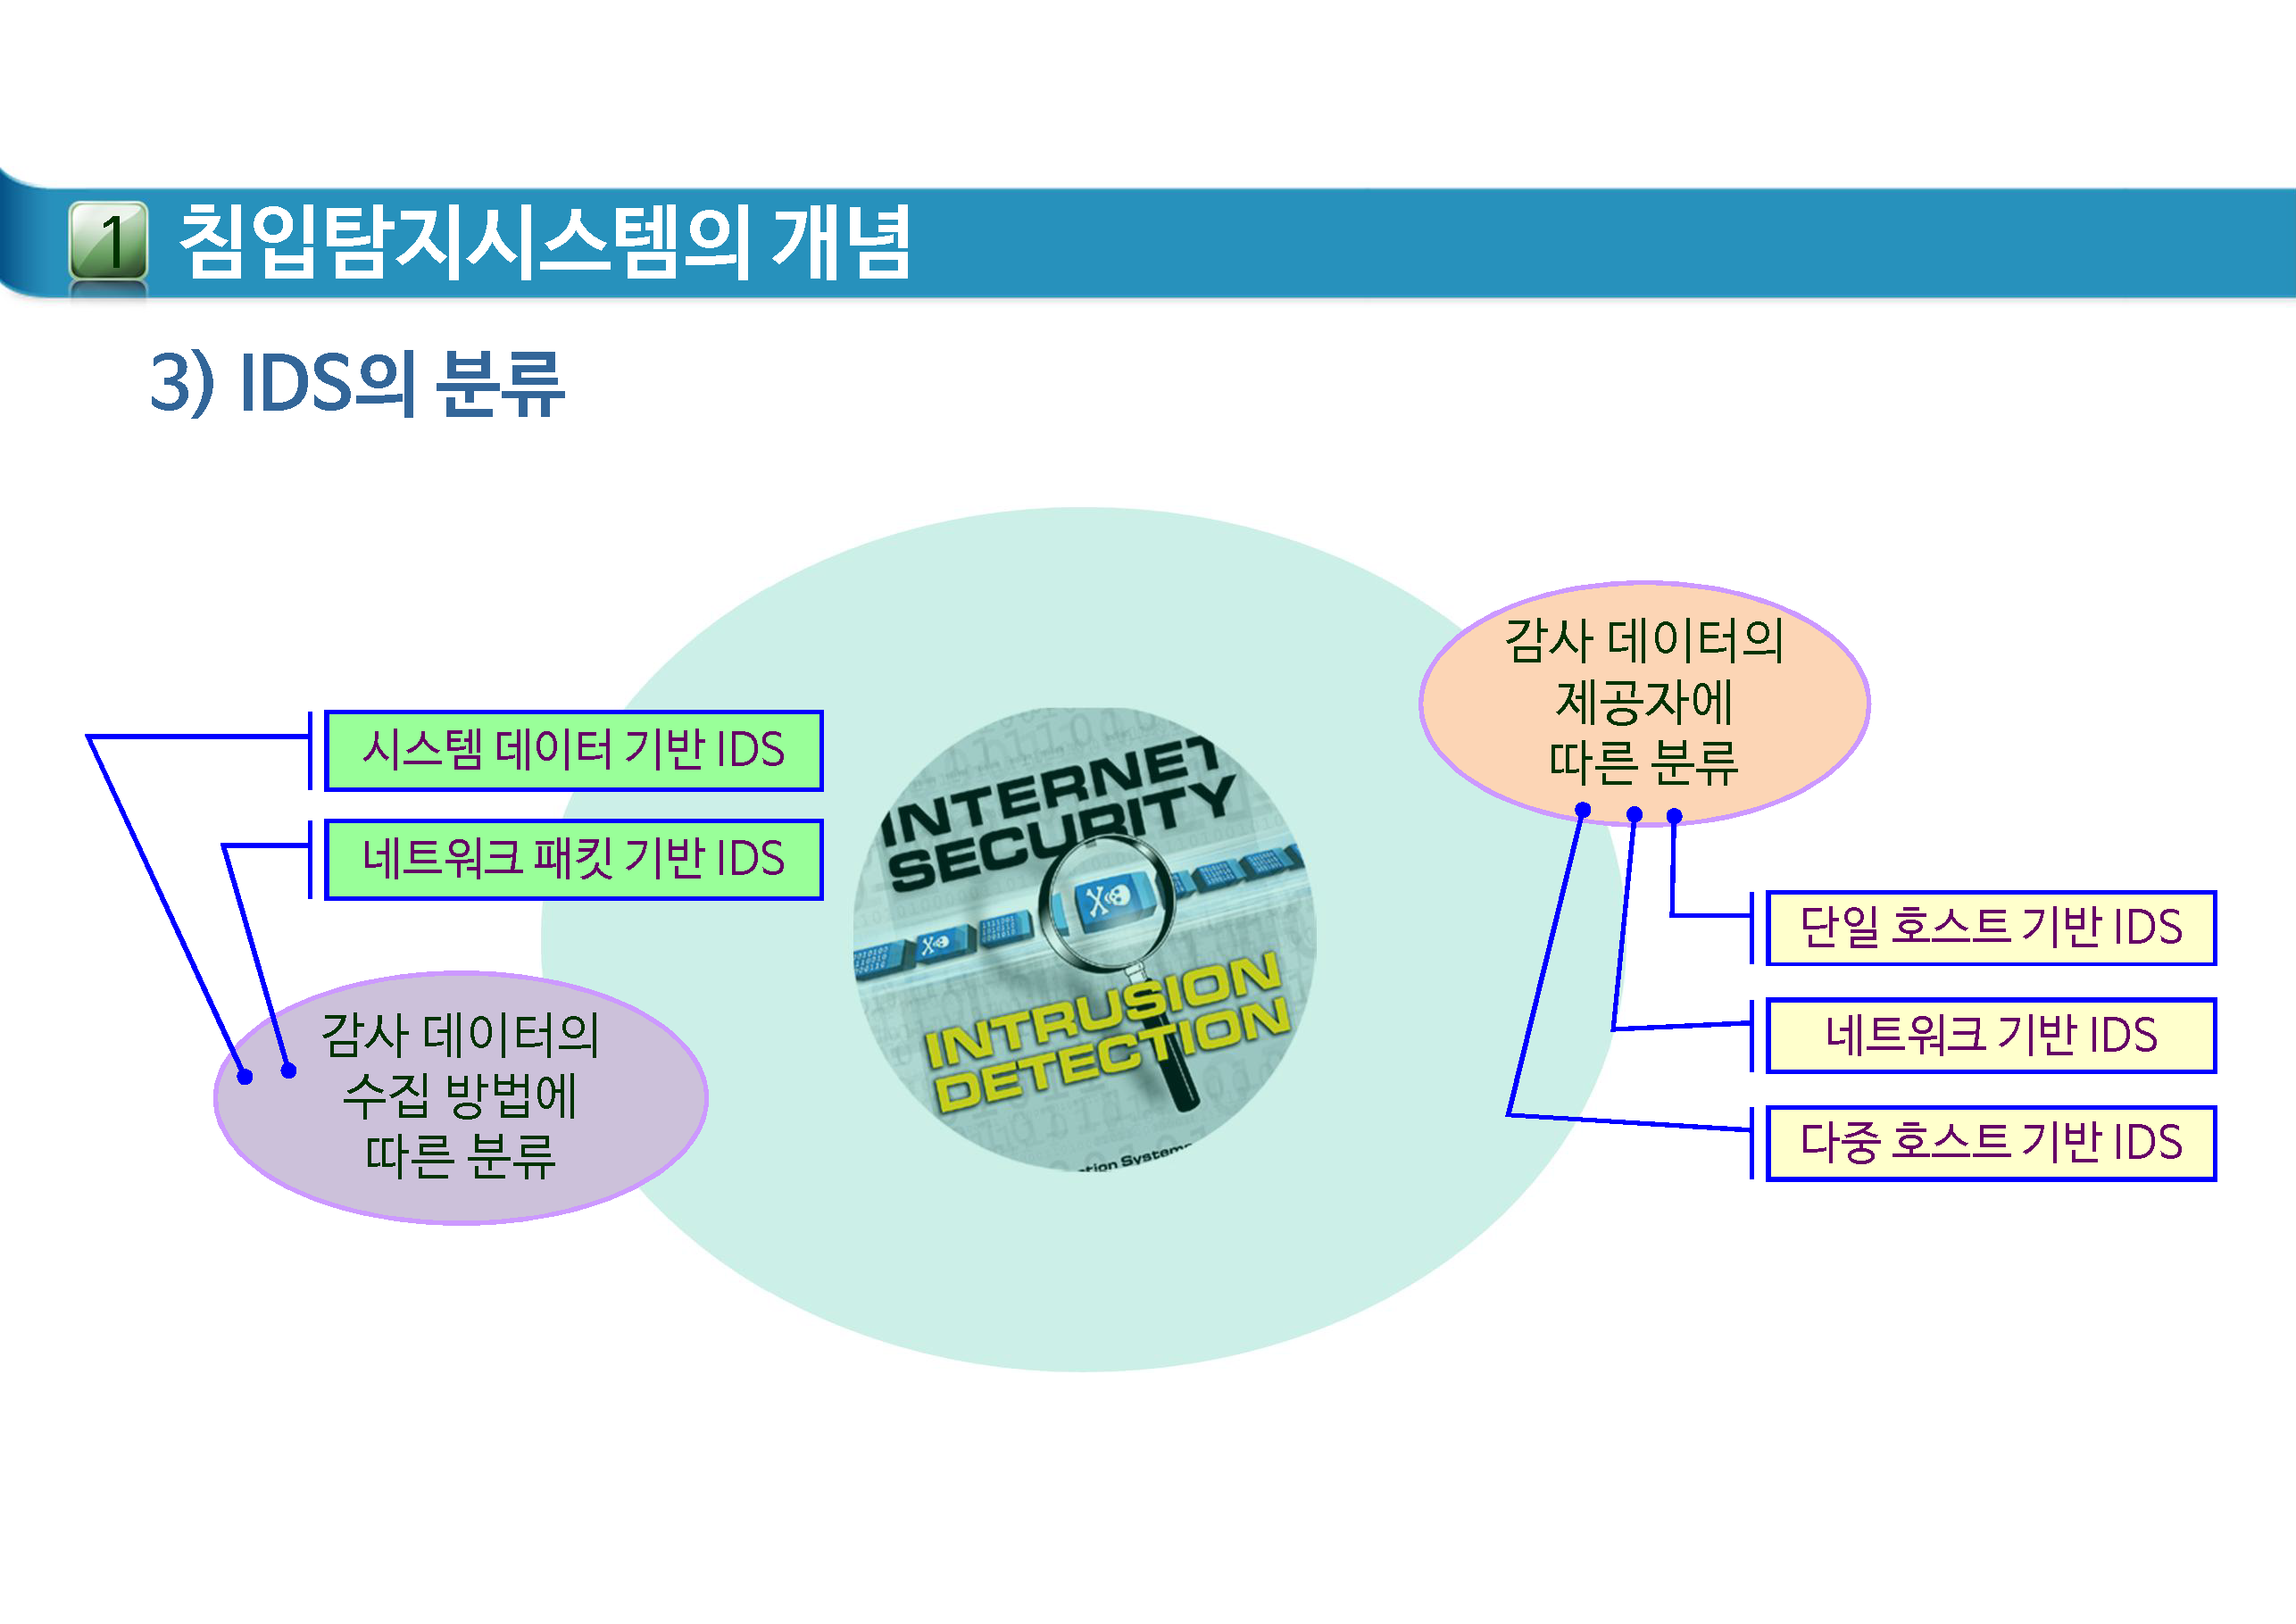 1 침입탐지시스템의 개념
3) IDS의 분류
시스템 데이터 기반 IDS
네트워크 패킷 기반 IDS
감사 데이터의
수집 방법에
따른 분류
INTERNET
SECURITY
INTRUSION
DETECTION
감사 데이터의
제공자에
따른 분류
단일 호스트 기반 IDS
네트워크 기반 IDS
다중 호스트 기반 IDS